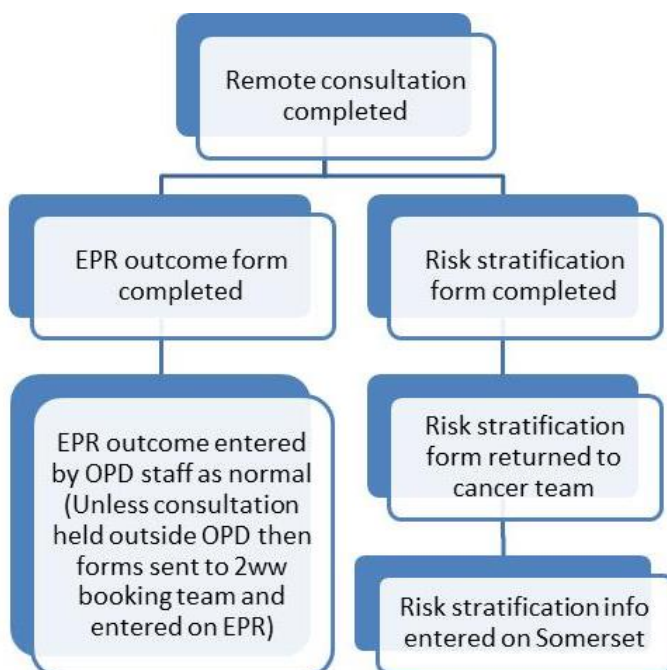 Remote consultation
completed
EPR outcome form
completed
Risk stratification
form completed
EPR outcome entered
by OPD staff as normal
(Unless consultation
held outside OPD then
forms sent to 2ww
booking team and
entered on EPR)
Risk stratification
form returned to
cancer team
Risk stratification info
entered on Somerset